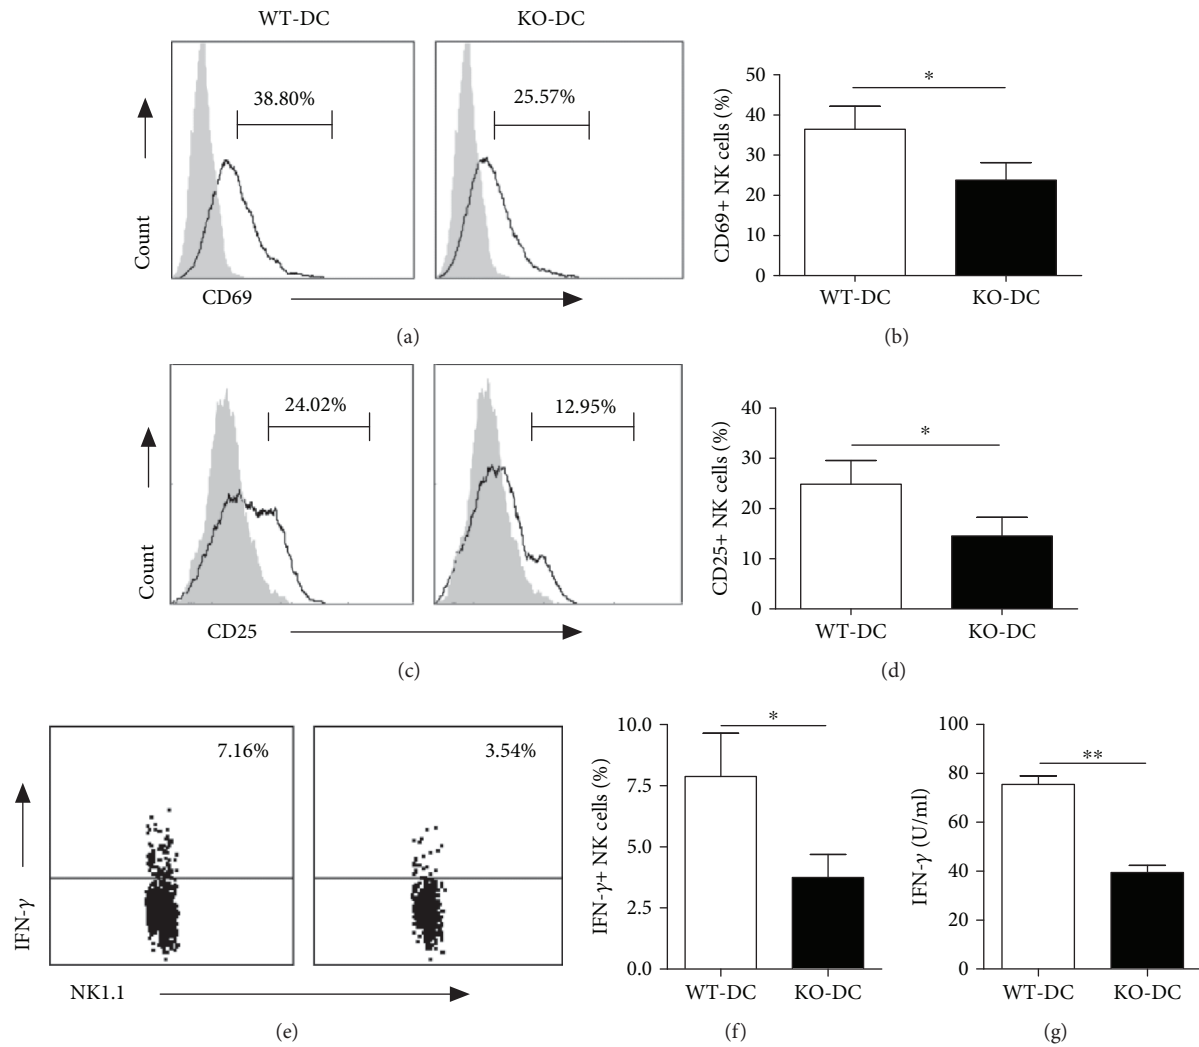 WT-DC
KO-DC
38.80%
25.57%
Count
CD69
(a)
CD69+ NK cells (%)
50
40
30
20
10
0
*
WT-DC
KO-DC
(b)
24.02%
12.95%
Count
CD25
(c)
CD25+ NK cells (%)
40
30
20
10
0
*
WT-DC
KO-DC
(d)
7.16%
3.54%
IFN-γ
NK1.1
(e)
IFN-γ+ NK cells (%)
10.0
7.5
5.0
2.5
0.0
*
WT-DC
KO-DC
(f)
IFN-γ (U/ml)
100
80
60
40
20
0
**
WT-DC
KO-DC
(g)